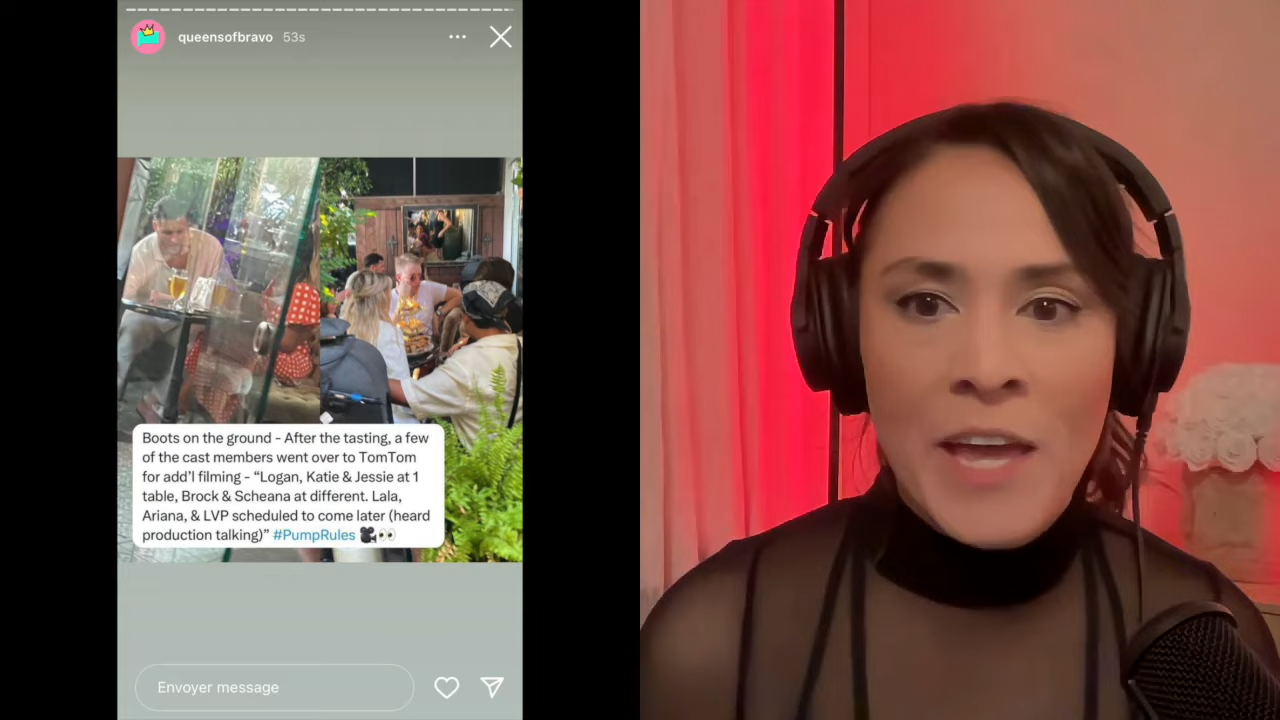 queensofbravo 53s
Boots on the ground - After the tasting, a few
of the cast members went over to TomTom
for add'l filming - “Logan, Katie & Jessie at 1
table, Brock & Scheana at different. Lala,
Ariana, & LVP scheduled to come later (heard
production talking)” #PumpRules 🎥👀
Envoyer message